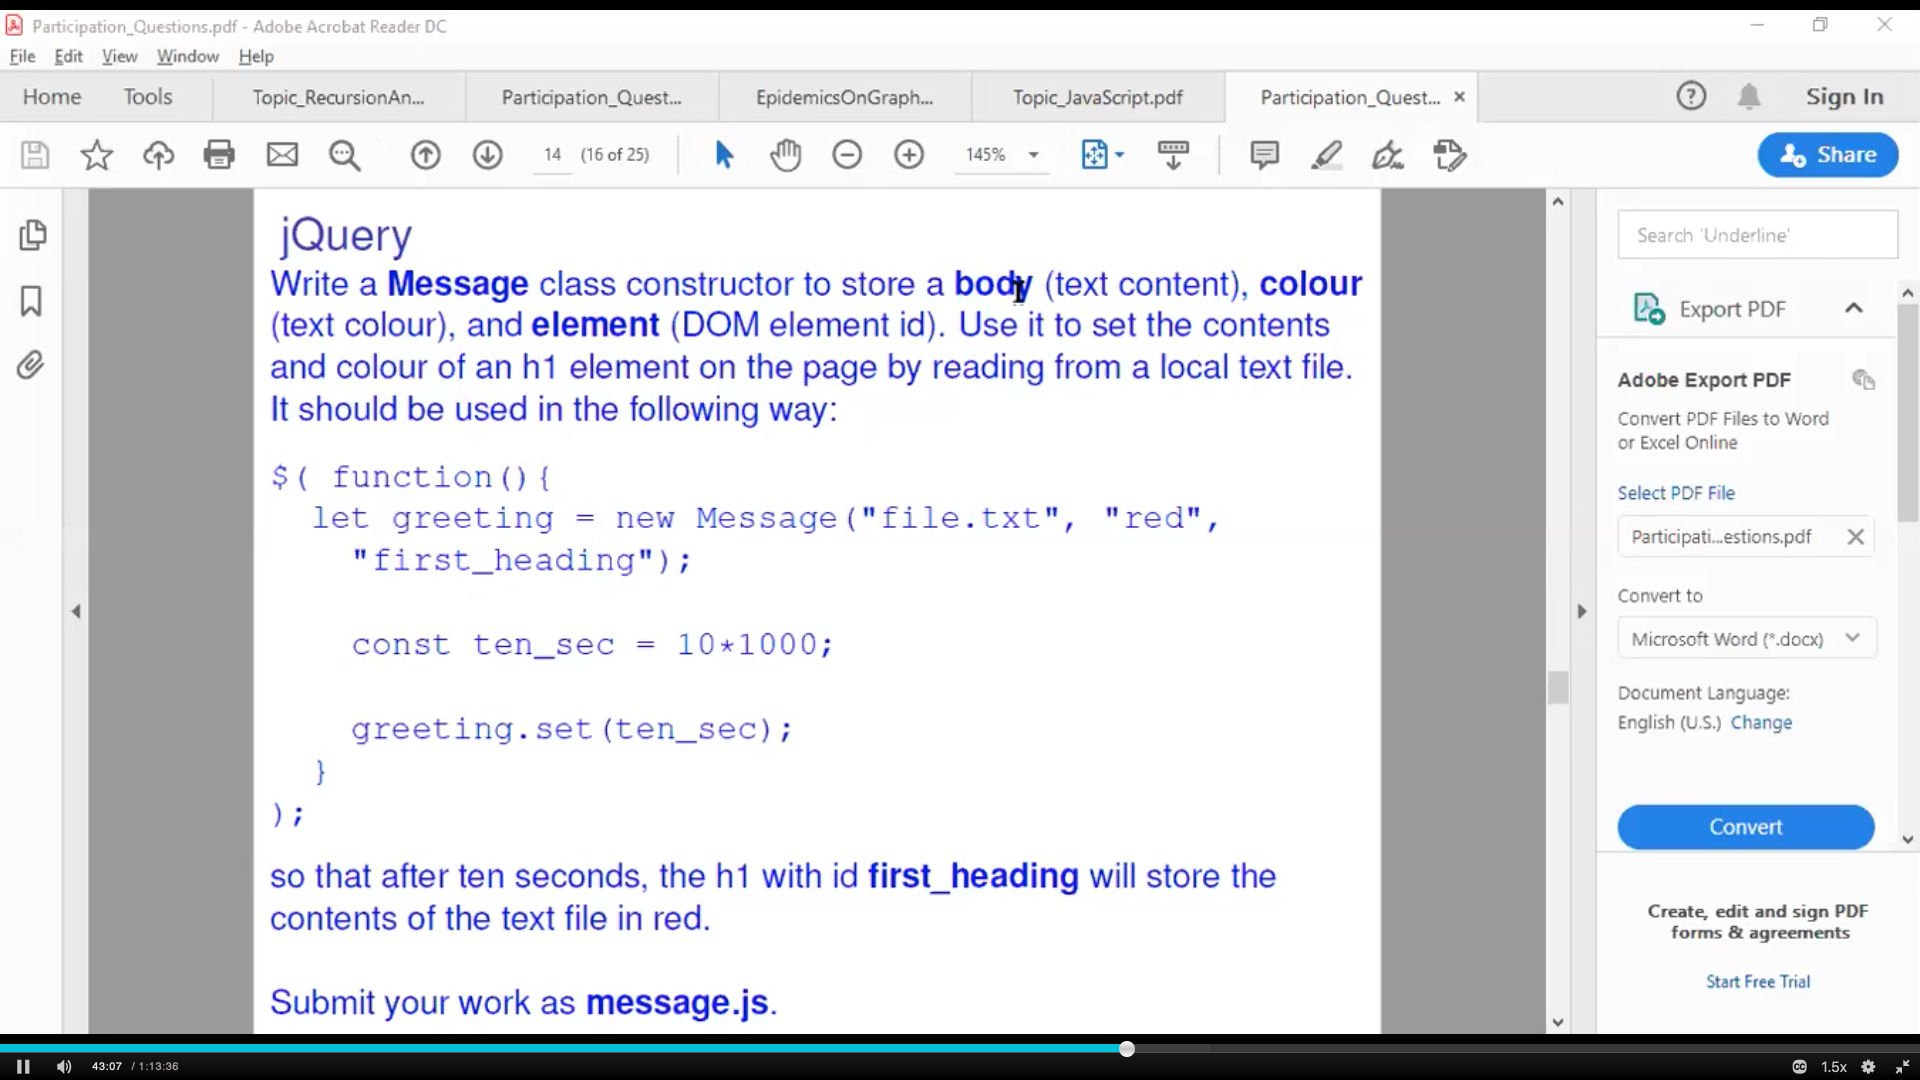 Participation_Questions.pdf - Adobe Acrobat Reader DC
File Edit View Window Help
Home Tools Topic_RecursionAn... Participation_Quest... EpidemicsOnGraph... Topic_JavaScript.pdf Participation_Quest... × ? Sign In
14 (16 of 25) 145% Share
jQuery
Write a Message class constructor to store a body (text content), colour
(text colour), and element (DOM element id). Use it to set the contents
and colour of an h1 element on the page by reading from a local text file.
It should be used in the following way:
$( function(){
let greeting = new Message("file.txt", "red",
"first_heading");
const ten_sec = 10*1000;
greeting.set(ten_sec);
}
);
so that after ten seconds, the h1 with id first_heading will store the
contents of the text file in red.
Submit your work as message.js.
Search 'Underline'
Export PDF
Adobe Export PDF
Convert PDF Files to Word
or Excel Online
Select PDF File
Participati...estions.pdf
Convert to
Microsoft Word (*.docx)
Document Language:
English (U.S.) Change
Convert
Create, edit and sign PDF
forms & agreements
Start Free Trial
43:07 / 1:13:36 CC 1.5x